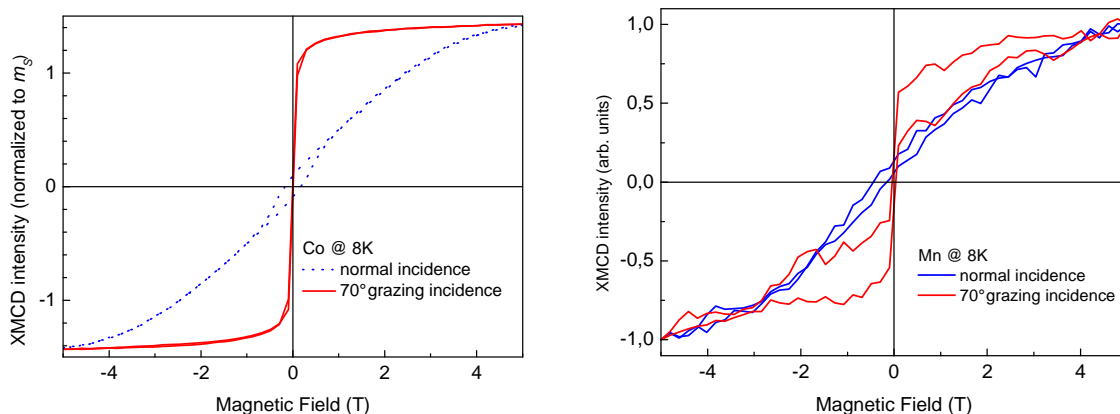 XMCD intensity (normalized to mS)
1
0
-1
-4
-2
0
2
4
Magnetic Field (T)
Co @ 8K
normal incidence
70°grazing incidence
XMCD intensity (arb. units)
1,0
0,5
0,0
-0,5
-1,0
-4
-2
0
2
4
Magnetic Field (T)
Mn @ 8K
normal incidence
70°grazing incidence